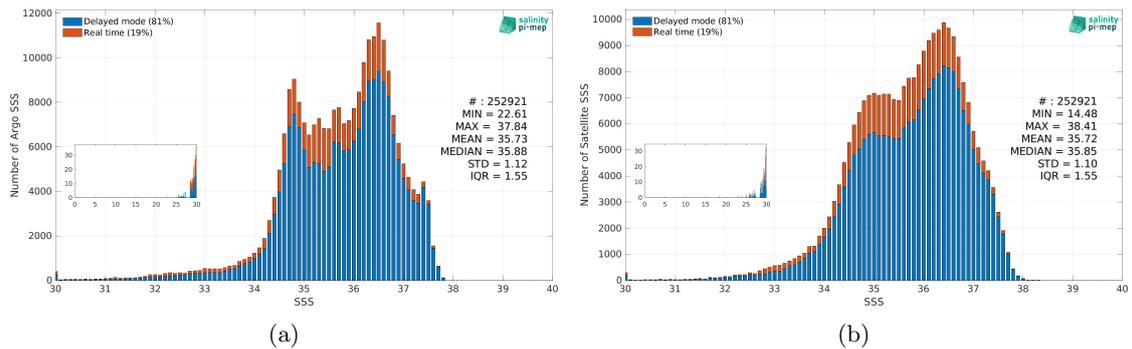 12000
10000
8000
6000
4000
2000
0
Number of Argo SSS
Delayed mode (81%)
Real time (19%)
salinity
pi-mep
# : 252921
MIN = 22.61
MAX = 37.84
MEAN = 35.73
MEDIAN = 35.88
STD = 1.12
IQR = 1.55
30
20
10
0
0 5 10 15 20 25 30
30 31 32 33 34 35 36 37 38 39 40
SSS
(a)
10000
9000
8000
7000
6000
5000
4000
3000
2000
1000
0
Number of Satellite SSS
Delayed mode (81%)
Real time (19%)
salinity
pi-mep
# : 252921
MIN = 14.48
MAX = 38.41
MEAN = 35.72
MEDIAN = 35.85
STD = 1.10
IQR = 1.55
30
20
10
0
0 5 10 15 20 25 30
30 31 32 33 34 35 36 37 38 39 40
SSS
(b)